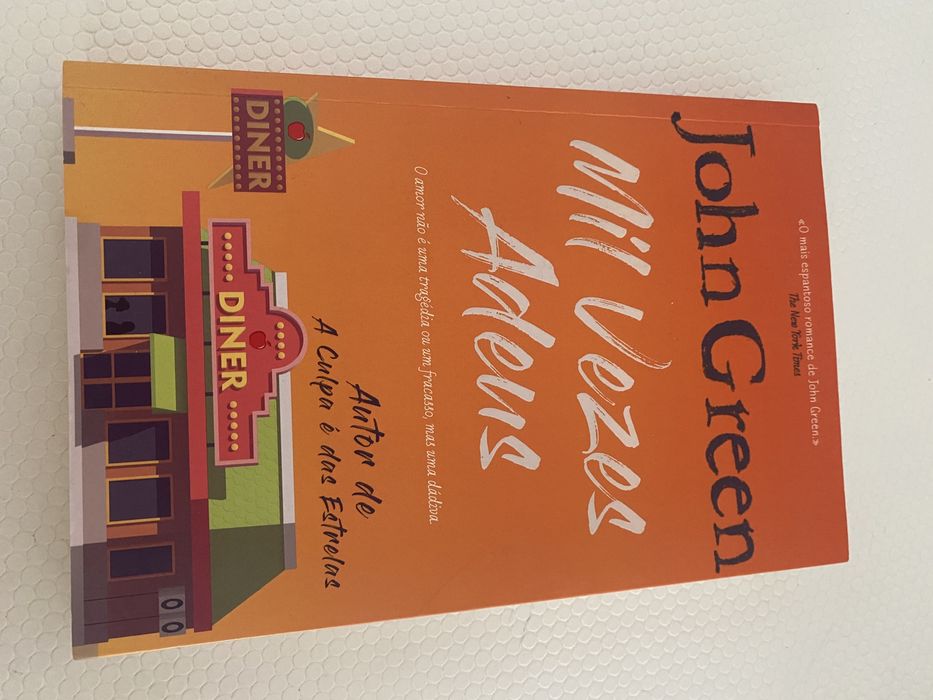 «O mais espantoso romance de John Green.»
The New York Times
John Green
Mil Vezes
Adeus
O amor não é uma tragédia ou um fracasso, mas uma dádiva.
Autor de
A Culpa é das Estrelas
DINER
DINER